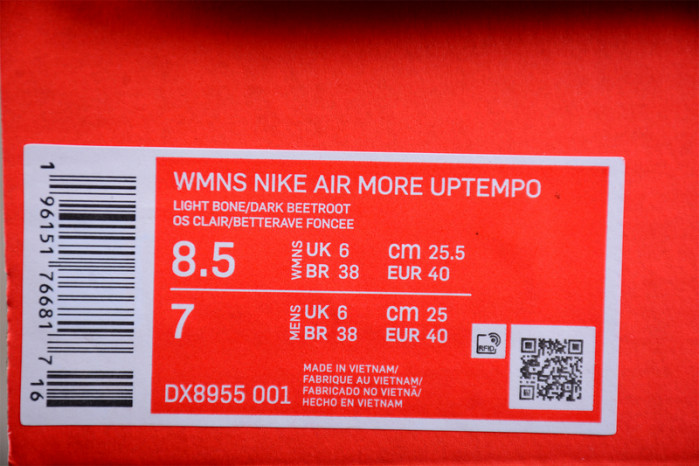 WMNS NIKE AIR MORE UPTEMPO
LIGHT BONE/DARK BEETROOT
OS CLAIR/BETTERAVE FONCEE
8.5 WMNS UK 6 cm 25.5
BR 38 EUR 40
7 MENS UK 6 cm 25
BR 38 EUR 40
RFID
DX8955 001
MADE IN VIETNAM/
FABRIQUE AU VIETNAM/
FABRICADO NO VIETNÃ/
HECHO EN VIETNAM
1 96151 76681 7
16